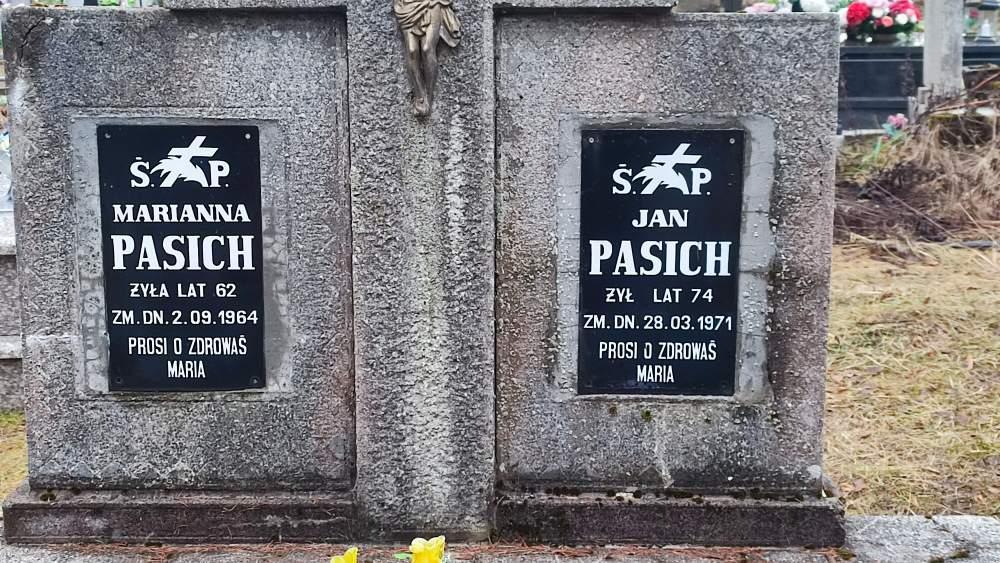 Ś. P.
MARIANNA
PASICH
ŻYŁA LAT 62
ZM. DN. 2.09.1964
PROSI O ZDROWAŚ
MARIA
Ś. P.
JAN
PASICH
ŻYŁ LAT 74
ZM. DN. 28.03.1971
PROSI O ZDROWAŚ
MARIA